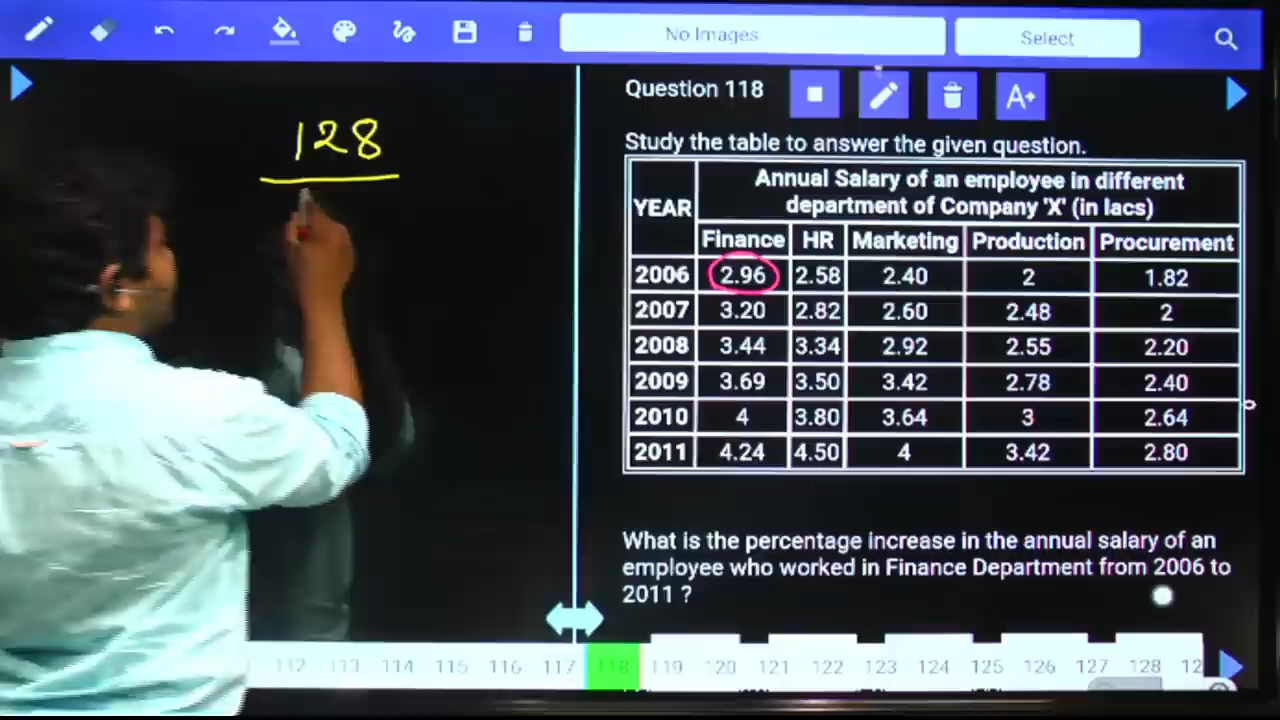 No Images
Select
128
Question 118
A+
Study the table to answer the given question.
YEAR
Annual Salary of an employee in different
department of Company 'X' (in lacs)
Finance HR Marketing Production Procurement
2006 2.96 2.58 2.40 2 1.82
2007 3.20 2.82 2.60 2.48 2
2008 3.44 3.34 2.92 2.55 2.20
2009 3.69 3.50 3.42 2.78 2.40
2010 4 3.80 3.64 3 2.64
2011 4.24 4.50 4 3.42 2.80
What is the percentage increase in the annual salary of an
employee who worked in Finance Department from 2006 to
2011 ?
112 113 114 115 116 117 118 119 120 121 122 123 124 125 126 127 128 12